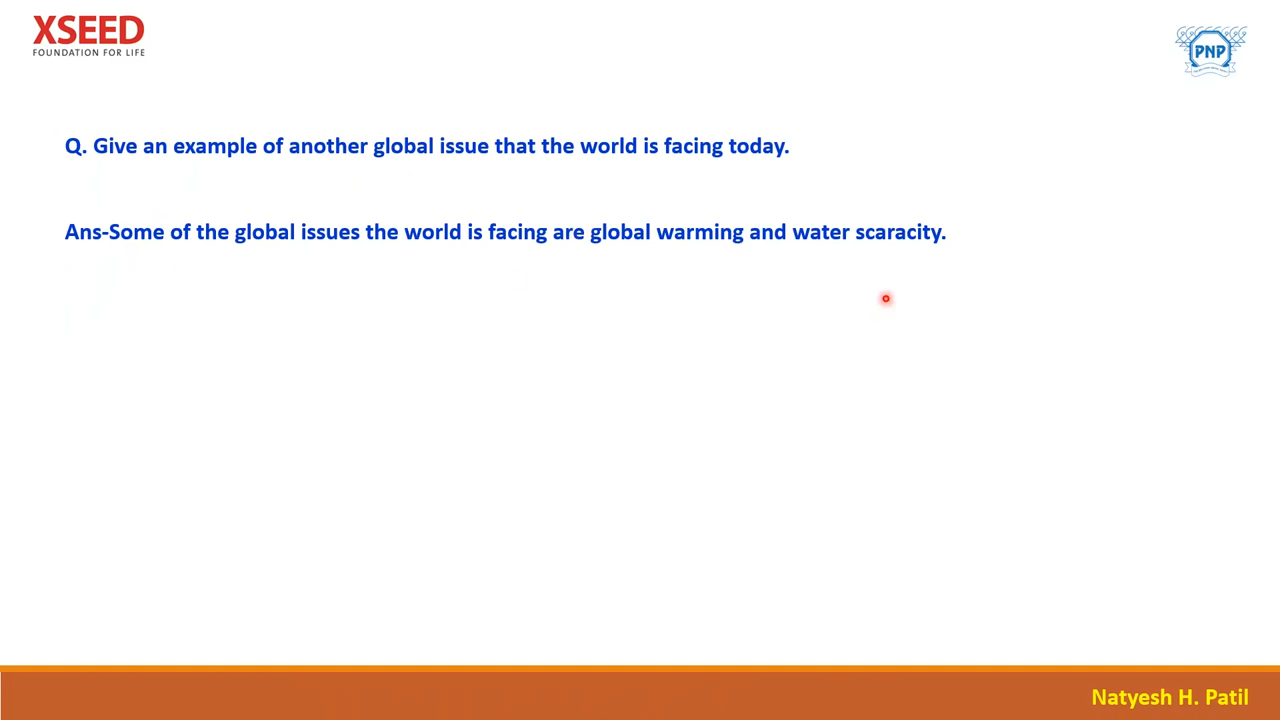 XSEED
FOUNDATION FOR LIFE
PNP
Q. Give an example of another global issue that the world is facing today.
Ans-Some of the global issues the world is facing are global warming and water scaracity.
Natyesh H. Patil